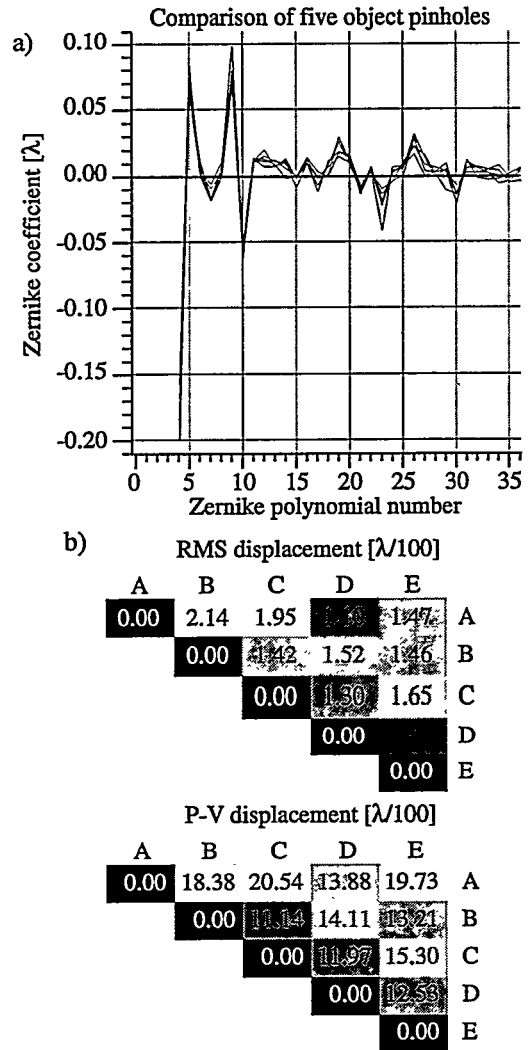 Comparison of five object pinholes
a)
0.10
0.05
0.00
-0.05
-0.10
-0.15
-0.20
Zernike coefficient [λ]
0 5 10 15 20 25 30 35
Zernike polynomial number
b)
RMS displacement [λ/100]
A B C D E
0.00 2.14 1.95 1.47 A
0.00 1.42 1.52 1.46 B
0.00 1.30 1.65 C
0.00 D
0.00 E
P-V displacement [λ/100]
A B C D E
0.00 18.38 20.54 13.88 19.73 A
0.00 11.14 14.11 13.21 B
0.00 11.97 15.30 C
0.00 12.53 D
0.00 E